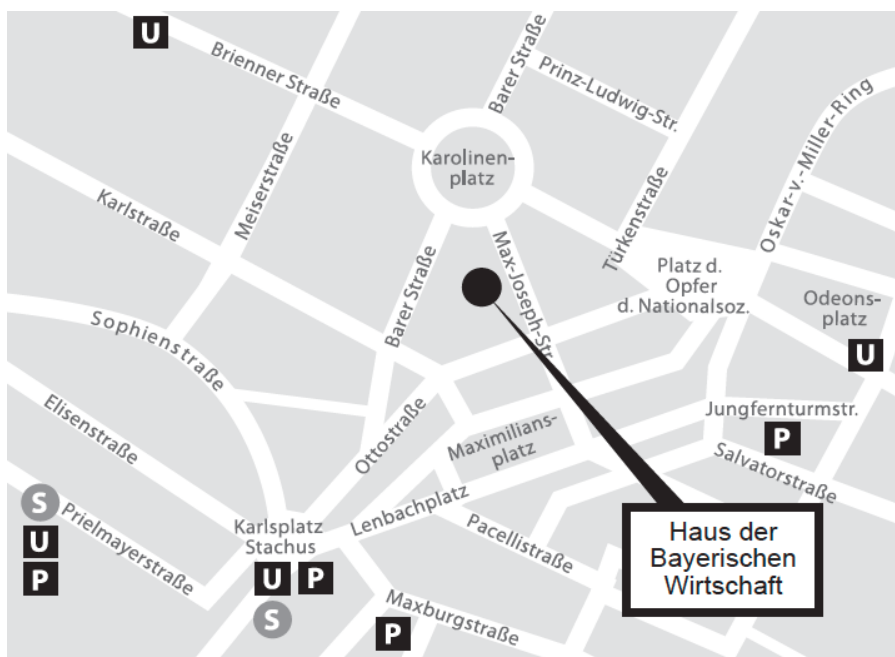 U
Brienner Straße
Barer Straße
Prinz-Ludwig-Str.
Oskar-v.-Miller-Ring
Karolinen-
platz
Meiserstraße
Karlstraße
Türkenstraße
Max-Joseph-Str.
Barer Straße
Platz d.
Opfer
d. Nationalsoz.
Odeons-
platz
U
Sophienstraße
Elisenstraße
Ottostraße
Maximilians-
platz
Jungfernturmstr.
P
Salvatorstraße
S
U
P
Prielmayerstraße
Karlsplatz
Stachus
U P
S
Lenbachplatz
Pacellistraße
Haus der
Bayerischen
Wirtschaft
Maxburgstraße
P